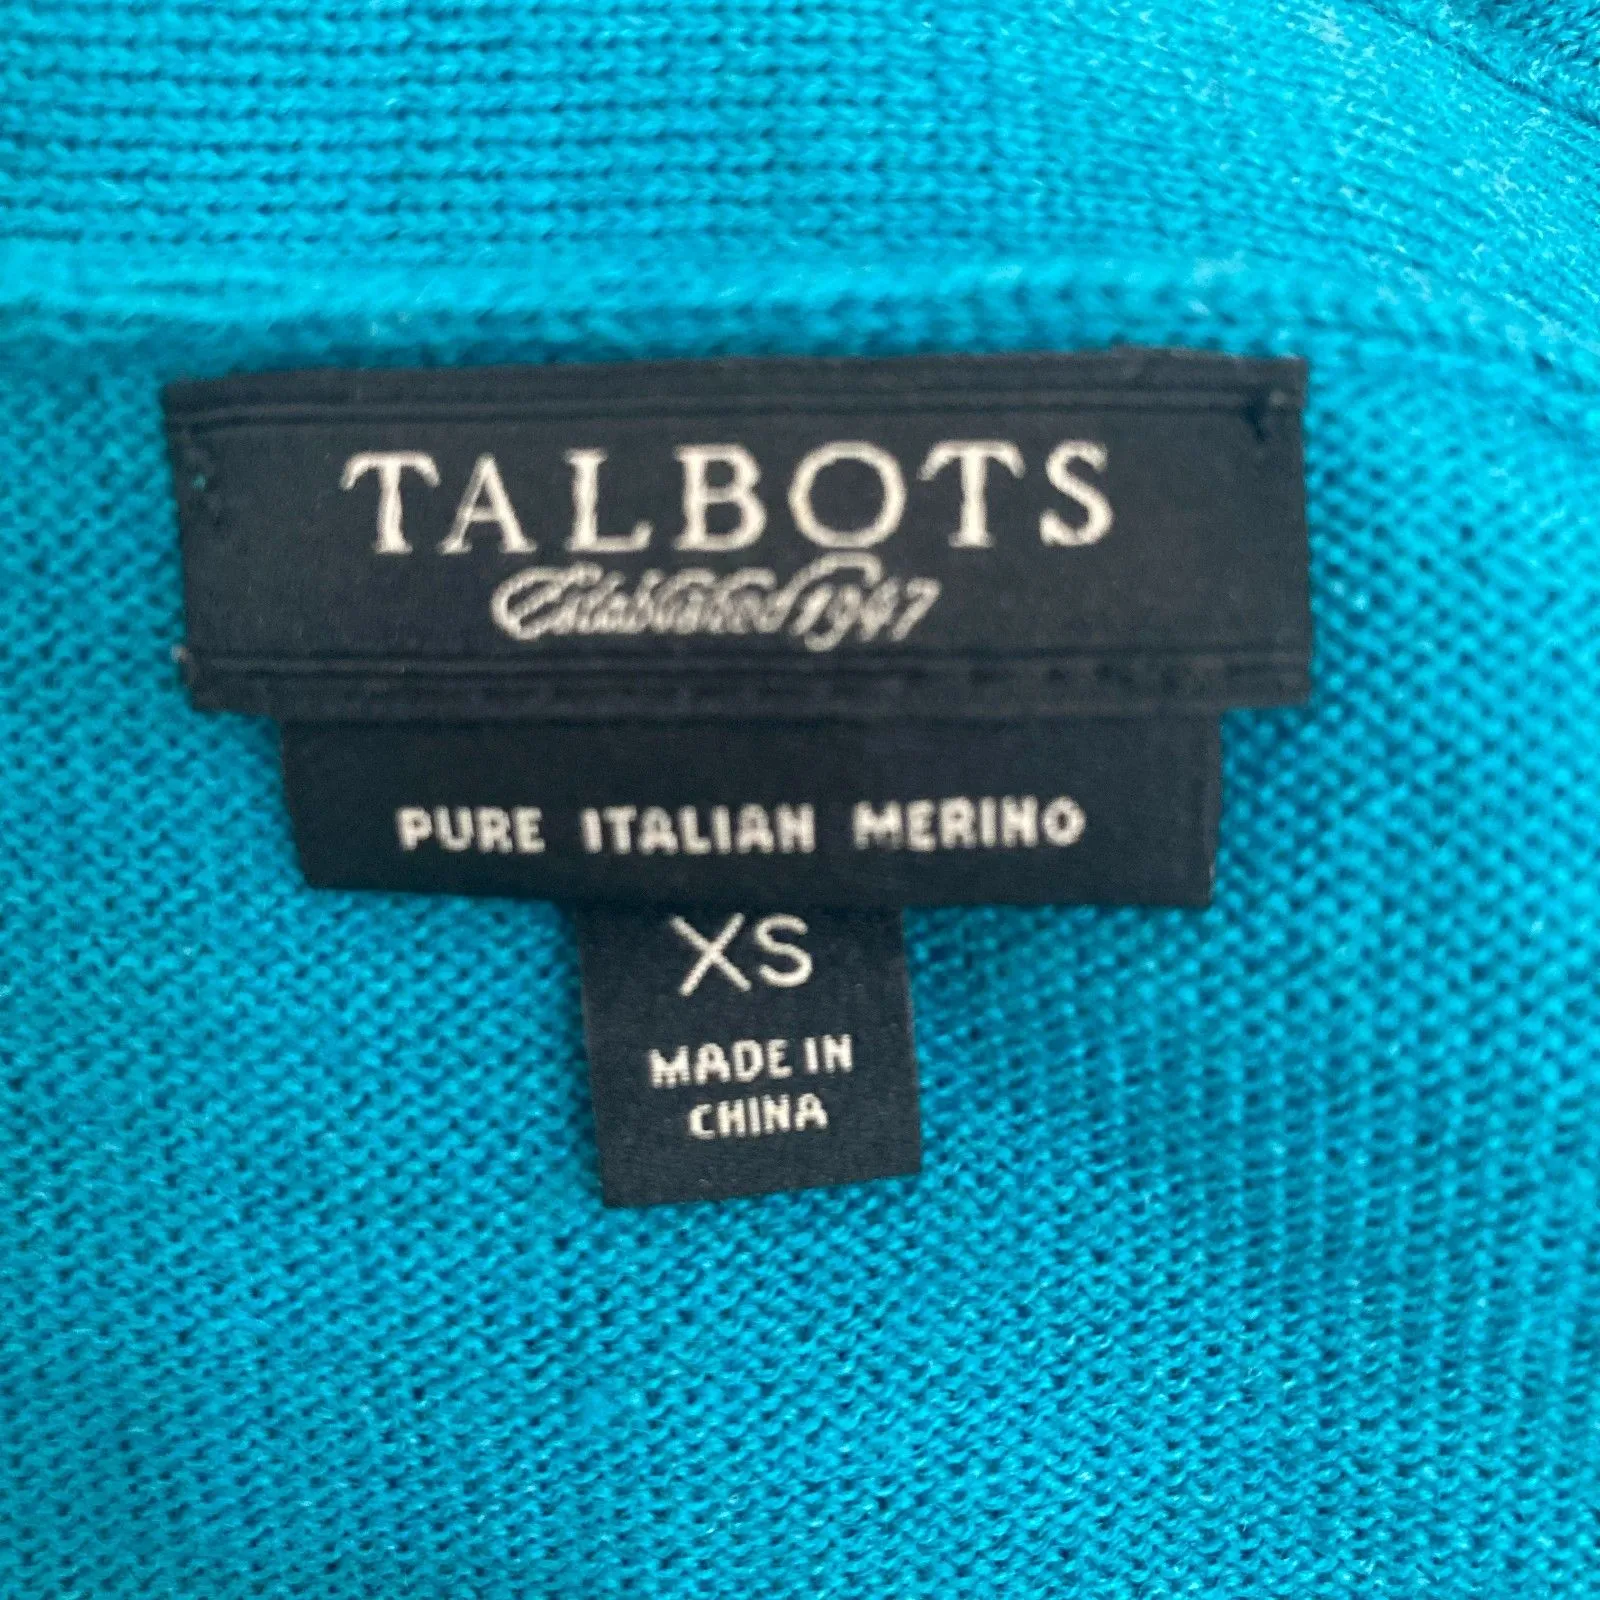 TALBOTS
Established 1947
PURE ITALIAN MERINO
XS
MADE IN
CHINA